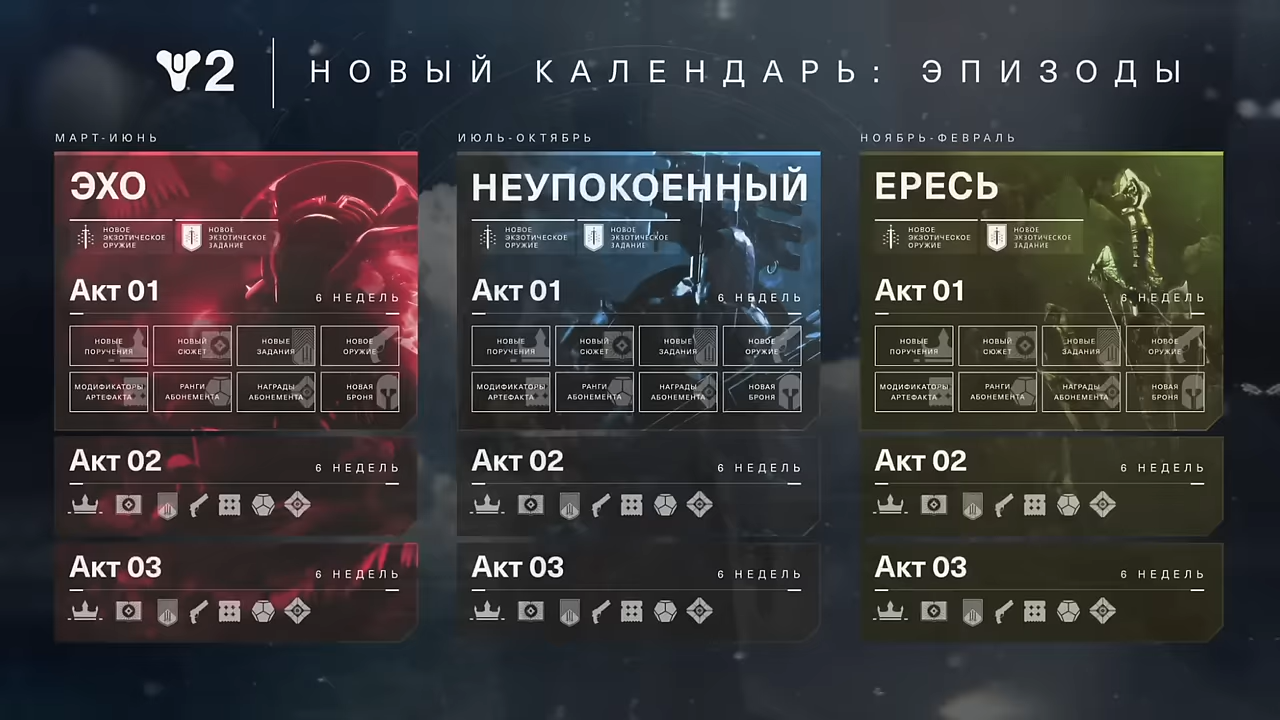 2 НОВЫЙ КАЛЕНДАРЬ: ЭПИЗОДЫ
МАРТ-ИЮНЬ
ЭХО
НОВОЕ
ЭКЗОТИЧЕСКОЕ
ОРУЖИЕ
НОВОЕ
ЭКЗОТИЧЕСКОЕ
ЗАДАНИЕ
Акт 01
6 НЕДЕЛЬ
НОВЫЕ
ПОРУЧЕНИЯ
НОВЫЙ
СЮЖЕТ
НОВЫЕ
ЗАДАНИЯ
НОВОЕ
ОРУЖИЕ
МОДИФИКАТОРЫ
АРТЕФАКТА
РАНГИ
АБОНЕМЕНТА
НАГРАДЫ
АБОНЕМЕНТА
НОВАЯ
БРОНЯ
Акт 02
6 НЕДЕЛЬ
Акт 03
6 НЕДЕЛЬ
ИЮЛЬ-ОКТЯБРЬ
НЕУПОКОЕННЫЙ
НОВОЕ
ЭКЗОТИЧЕСКОЕ
ОРУЖИЕ
НОВОЕ
ЭКЗОТИЧЕСКОЕ
ЗАДАНИЕ
Акт 01
6 НЕДЕЛЬ
НОВЫЕ
ПОРУЧЕНИЯ
НОВЫЙ
СЮЖЕТ
НОВЫЕ
ЗАДАНИЯ
НОВОЕ
ОРУЖИЕ
МОДИФИКАТОРЫ
АРТЕФАКТА
РАНГИ
АБОНЕМЕНТА
НАГРАДЫ
АБОНЕМЕНТА
НОВАЯ
БРОНЯ
Акт 02
6 НЕДЕЛЬ
Акт 03
6 НЕДЕЛЬ
НОЯБРЬ-ФЕВРАЛЬ
ЕРЕСЬ
НОВОЕ
ЭКЗОТИЧЕСКОЕ
ОРУЖИЕ
НОВОЕ
ЭКЗОТИЧЕСКОЕ
ЗАДАНИЕ
Акт 01
6 НЕДЕЛЬ
НОВЫЕ
ПОРУЧЕНИЯ
НОВЫЙ
СЮЖЕТ
НОВЫЕ
ЗАДАНИЯ
НОВОЕ
ОРУЖИЕ
МОДИФИКАТОРЫ
АРТЕФАКТА
РАНГИ
АБОНЕМЕНТА
НАГРАДЫ
АБОНЕМЕНТА
НОВАЯ
БРОНЯ
Акт 02
6 НЕДЕЛЬ
Акт 03
6 НЕДЕЛЬ